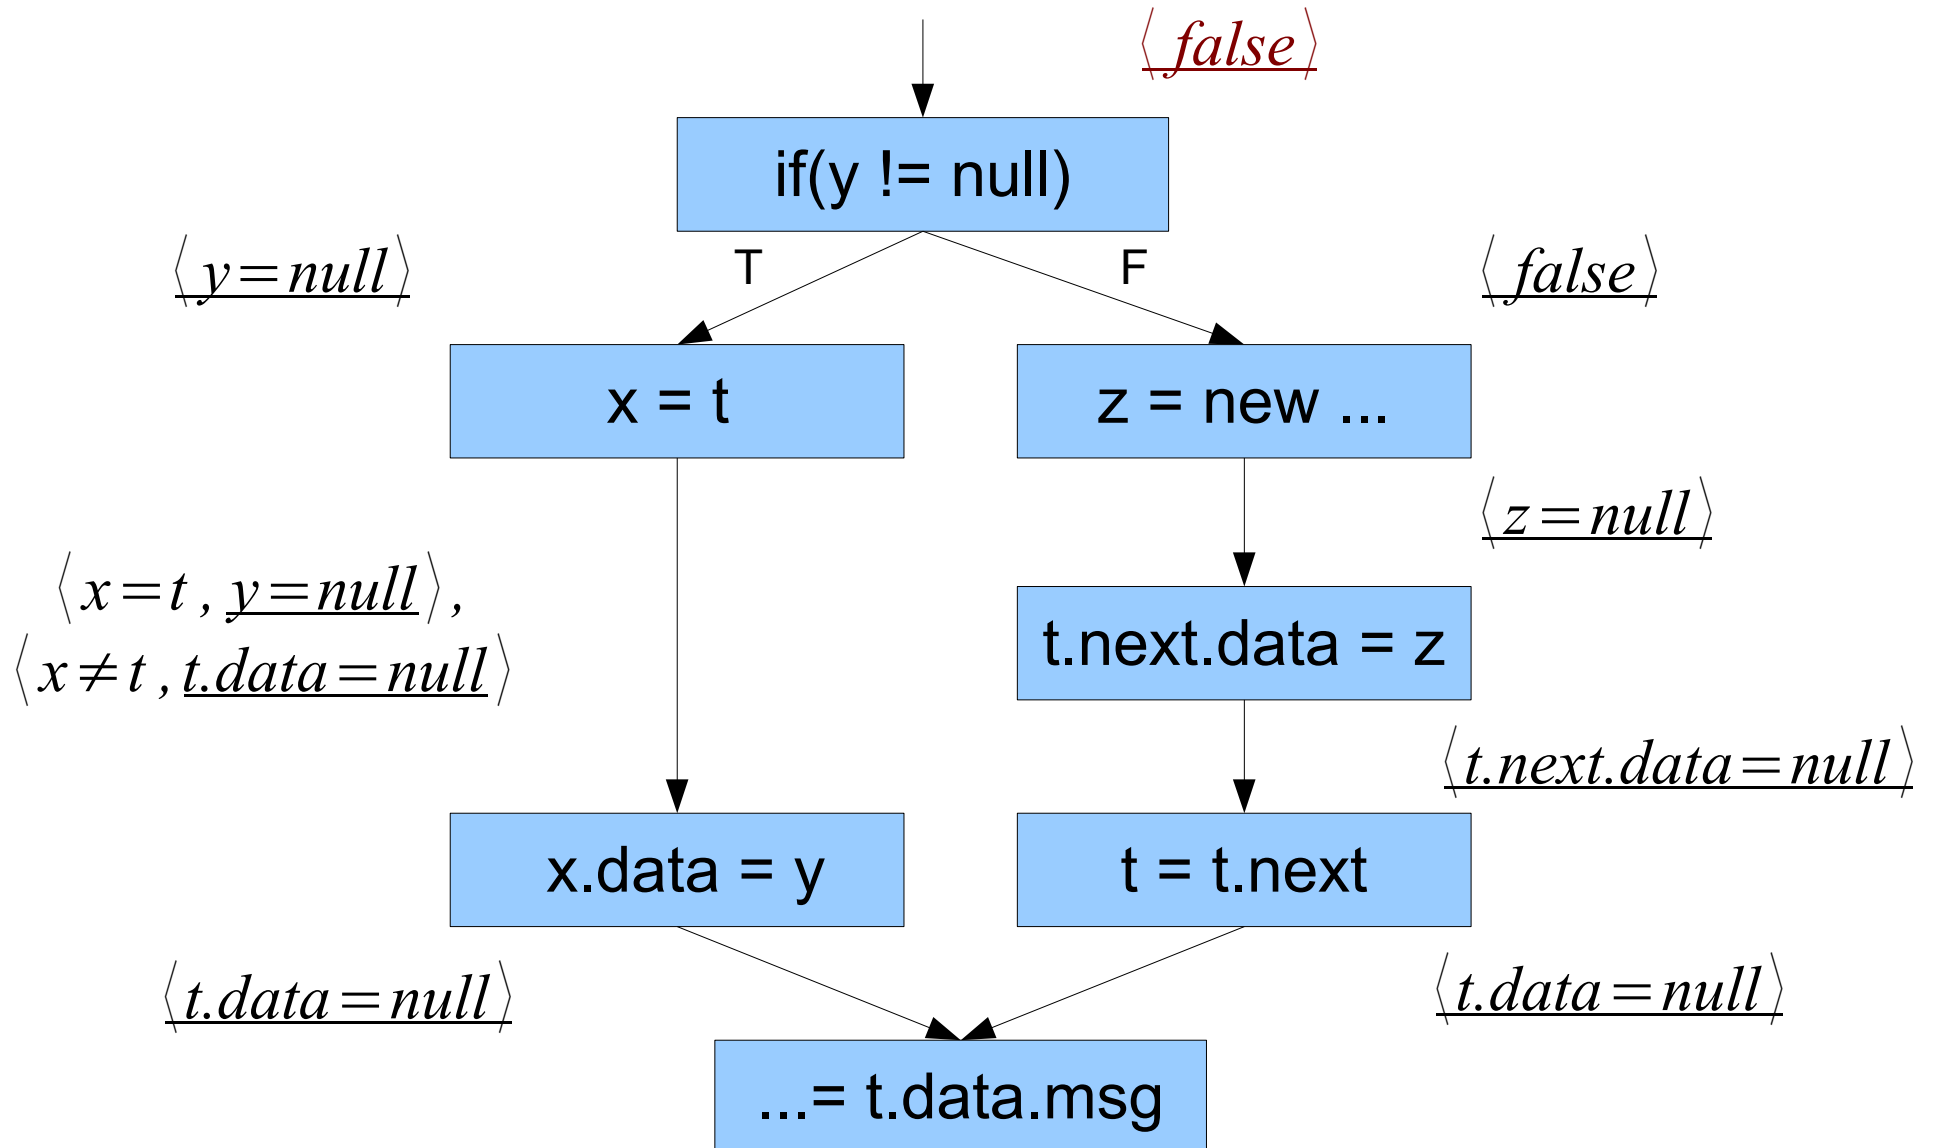 ⟨false⟩
if(y != null)
⟨y=null⟩
T
F
⟨false⟩
x = t
z = new ...
⟨z=null⟩
⟨x=t, y=null⟩,
⟨x≠t, t.data=null⟩
t.next.data = z
⟨t.next.data=null⟩
x.data = y
t = t.next
⟨t.data=null⟩
⟨t.data=null⟩
...= t.data.msg